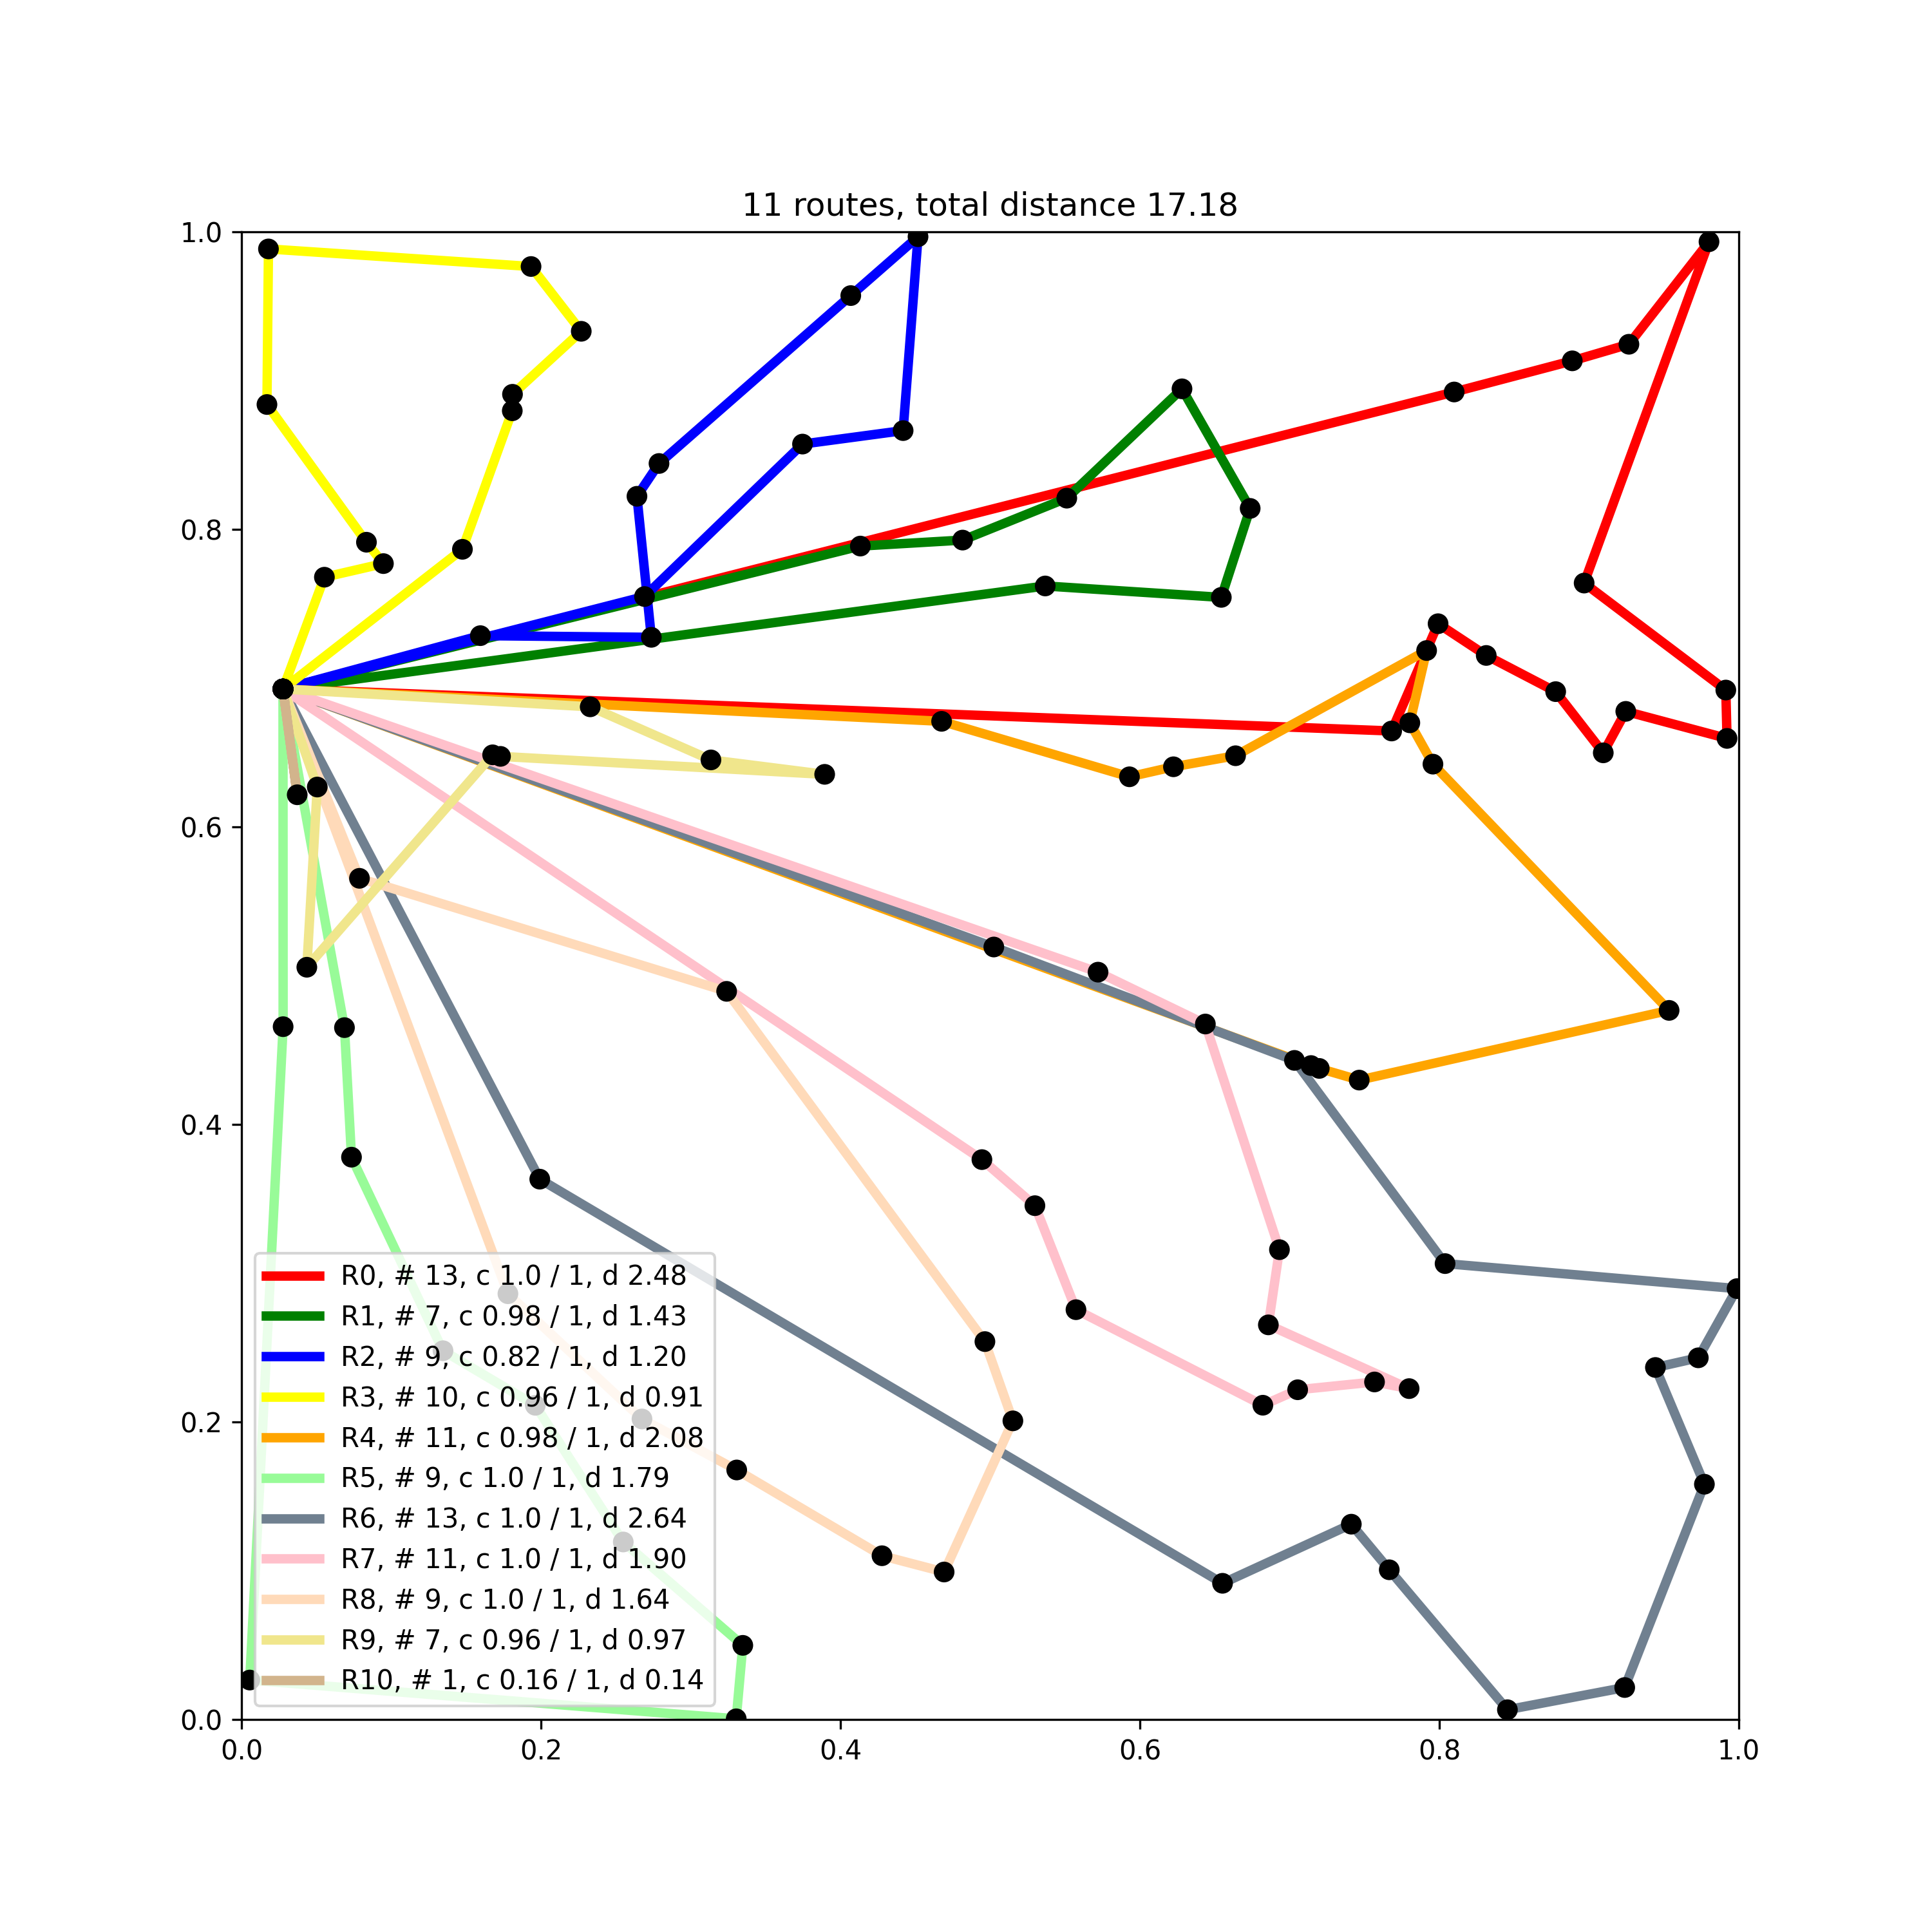 11 routes, total distance 17.18
1.0
0.8
0.6
0.4
0.2
0.0
R0, # 13, c 1.0 / 1, d 2.48
R1, # 7, c 0.98 / 1, d 1.43
R2, # 9, c 0.82 / 1, d 1.20
R3, # 10, c 0.96 / 1, d 0.91
R4, # 11, c 0.98 / 1, d 2.08
R5, # 9, c 1.0 / 1, d 1.79
R6, # 13, c 1.0 / 1, d 2.64
R7, # 11, c 1.0 / 1, d 1.90
R8, # 9, c 1.0 / 1, d 1.64
R9, # 7, c 0.96 / 1, d 0.97
R10, # 1, c 0.16 / 1, d 0.14
0.0 0.2 0.4 0.6 0.8 1.0